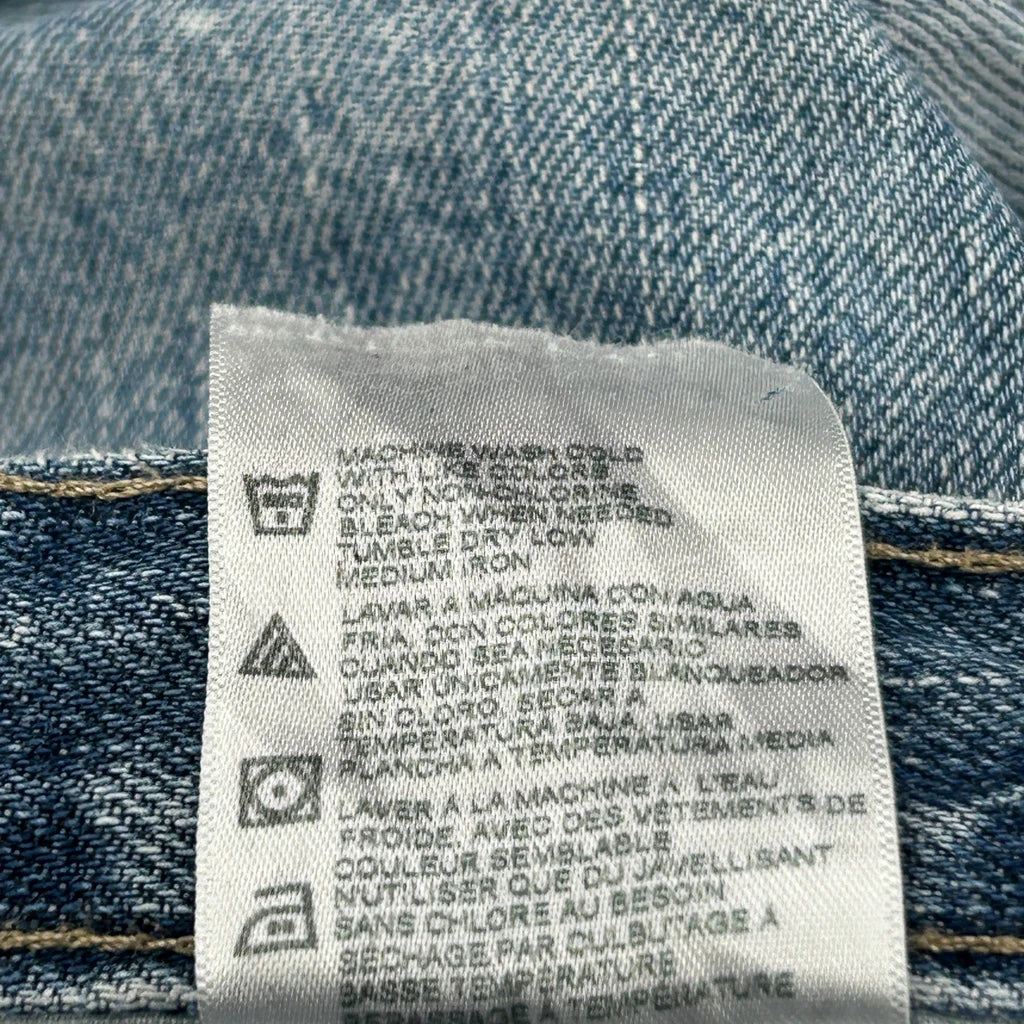 MACHINE WASH COLD
WITH LIKE COLORS
ONLY NON-CHLORINE
BLEACH WHEN NEEDED
TUMBLE DRY LOW
MEDIUM IRON
LAVAR A MAQUINA CON AGUA
FRIA, CON COLORES SIMILARES
CUANDO SEA NECESARIO
USAR UNICAMENTE BLANQUEADOR
SIN CLORO, SECAR A
TEMPERATURA BAJA, USAR
PLANCHA A TEMPERATURA MEDIA
LAVER À LA MACHINE À L'EAU
FROIDE, AVEC DES VÊTEMENTS DE
COULEUR SEMBLABLE
N'UTILISER QUE DU JAVELLISANT
SANS CHLORE AU BESOIN
SÉCHAGE PAR CULBUTAGE À
BASSE TEMPÉRATURE
À TEMPÉRATURE